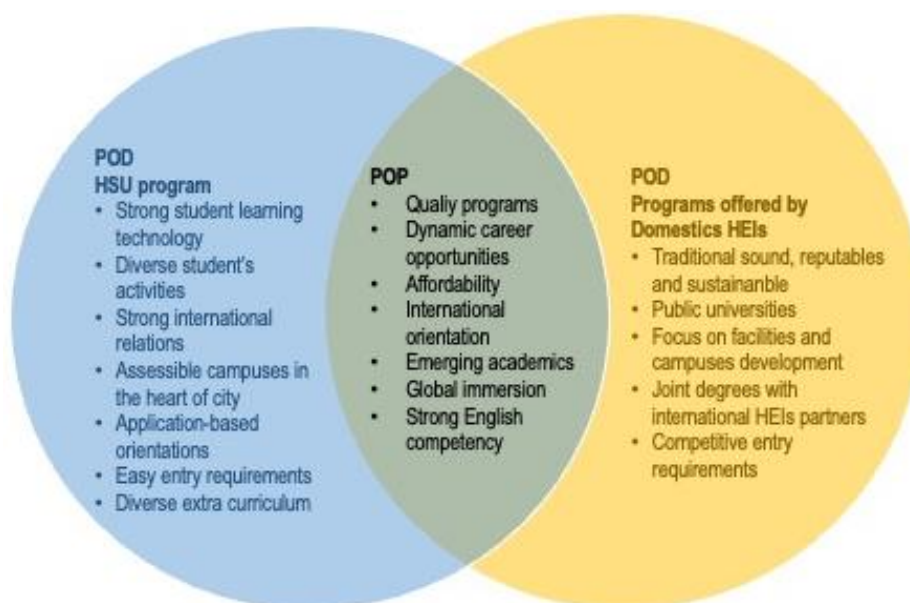 POD
HSU program
• Strong student learning
technology
• Diverse student's
activities
• Strong international
relations
• Assessible campuses in
the heart of city
• Application-based
orientations
• Easy entry requirements
• Diverse extra curriculum
POP
• Qualiy programs
• Dynamic career
opportunities
• Affordability
• International
orientation
• Emerging academics
• Global immersion
• Strong English
competency
POD
Programs offered by
Domestics HEIs
• Traditional sound, reputables
and sustainanble
• Public universities
• Focus on facilities and
campuses development
• Joint degrees with
international HEIs partners
• Competitive entry
requirements